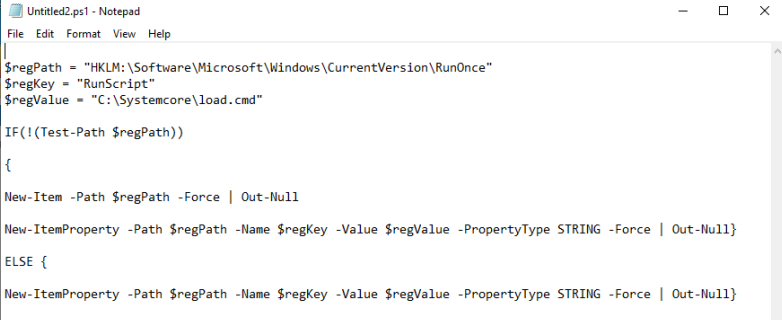 Untitled2.ps1 - Notepad
File Edit Format View Help
$regPath = "HKLM:\Software\Microsoft\Windows\CurrentVersion\RunOnce"
$regKey = "RunScript"
$regValue = "C:\Systemcore\load.cmd"
IF(!(Test-Path $regPath))
{
New-Item -Path $regPath -Force | Out-Null
New-ItemProperty -Path $regPath -Name $regKey -Value $regValue -PropertyType STRING -Force | Out-Null}
ELSE {
New-ItemProperty -Path $regPath -Name $regKey -Value $regValue -PropertyType STRING -Force | Out-Null}